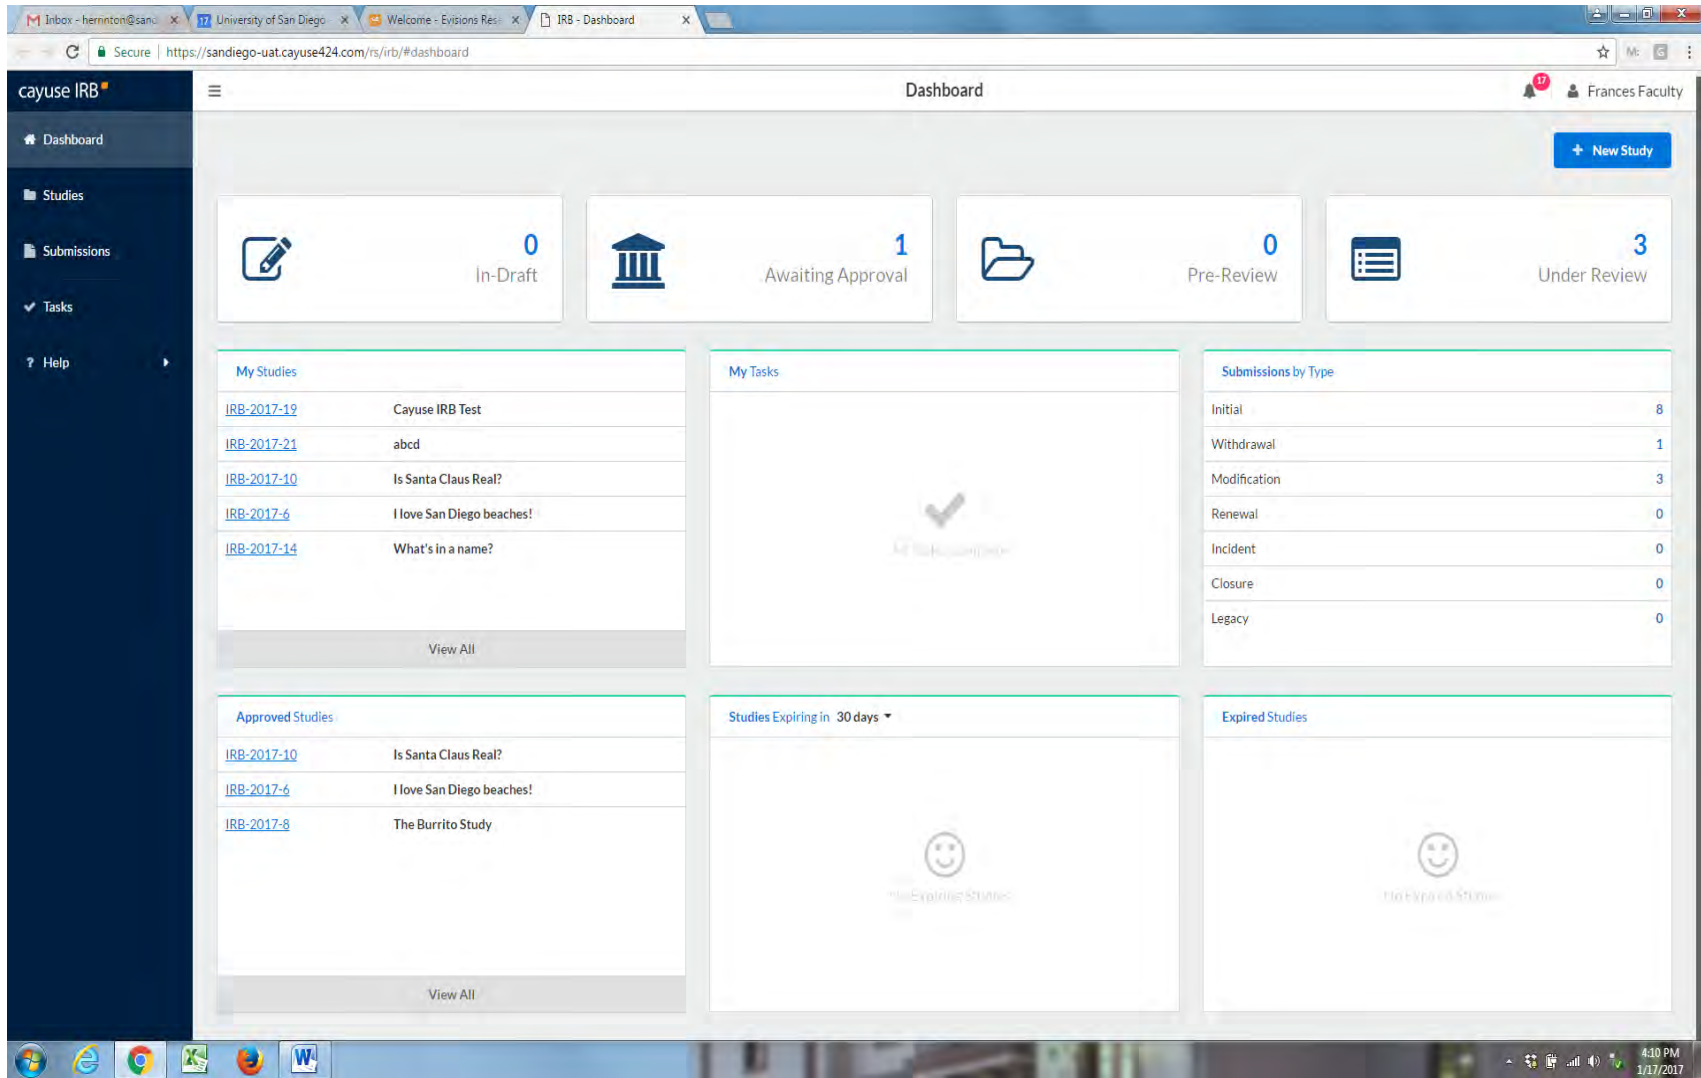 Inbox - herrinton@sand
University of San Diego
Welcome - Evisions Res
IRB - Dashboard
Secure | https://sandiego-uat.cayuse424.com/rs/irb/#dashboard
cayuse IRB
Dashboard
17
Frances Faculty
Dashboard
Studies
Submissions
Tasks
? Help
+ New Study
0
In-Draft
1
Awaiting Approval
0
Pre-Review
3
Under Review
My Studies
IRB-2017-19 Cayuse IRB Test
IRB-2017-21 abcd
IRB-2017-10 Is Santa Claus Real?
IRB-2017-6 I love San Diego beaches!
IRB-2017-14 What's in a name?
View All
My Tasks
Submissions by Type
Initial 8
Withdrawal 1
Modification 3
Renewal 0
Incident 0
Closure 0
Legacy 0
Approved Studies
IRB-2017-10 Is Santa Claus Real?
IRB-2017-6 I love San Diego beaches!
IRB-2017-8 The Burrito Study
View All
Studies Expiring in 30 days
Expiring Studies
Expired Studies
4:10 PM
1/17/2017